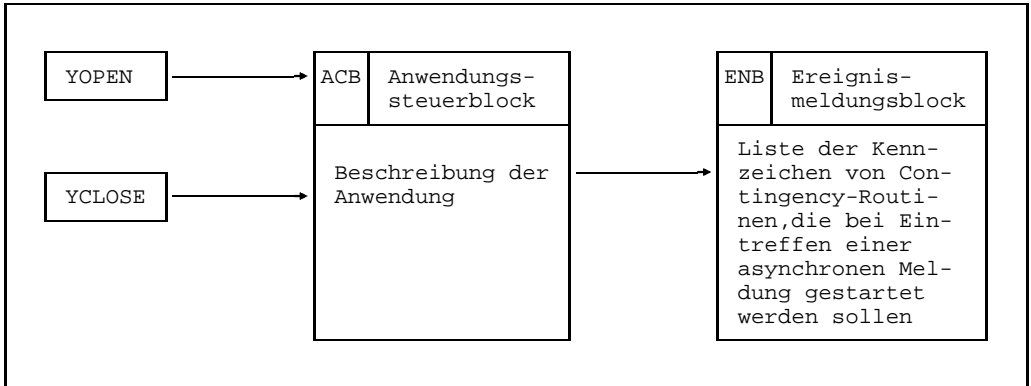 YOPEN
YCLOSE
ACB
Anwendungs-
steuerblock
Beschreibung der
Anwendung
ENB
Ereignis-
meldungsblock
Liste der Kenn-
zeichen von Con-
tingency-Routi-
nen,die bei Ein-
treffen einer
asynchronen Mel-
dung gestartet
werden sollen